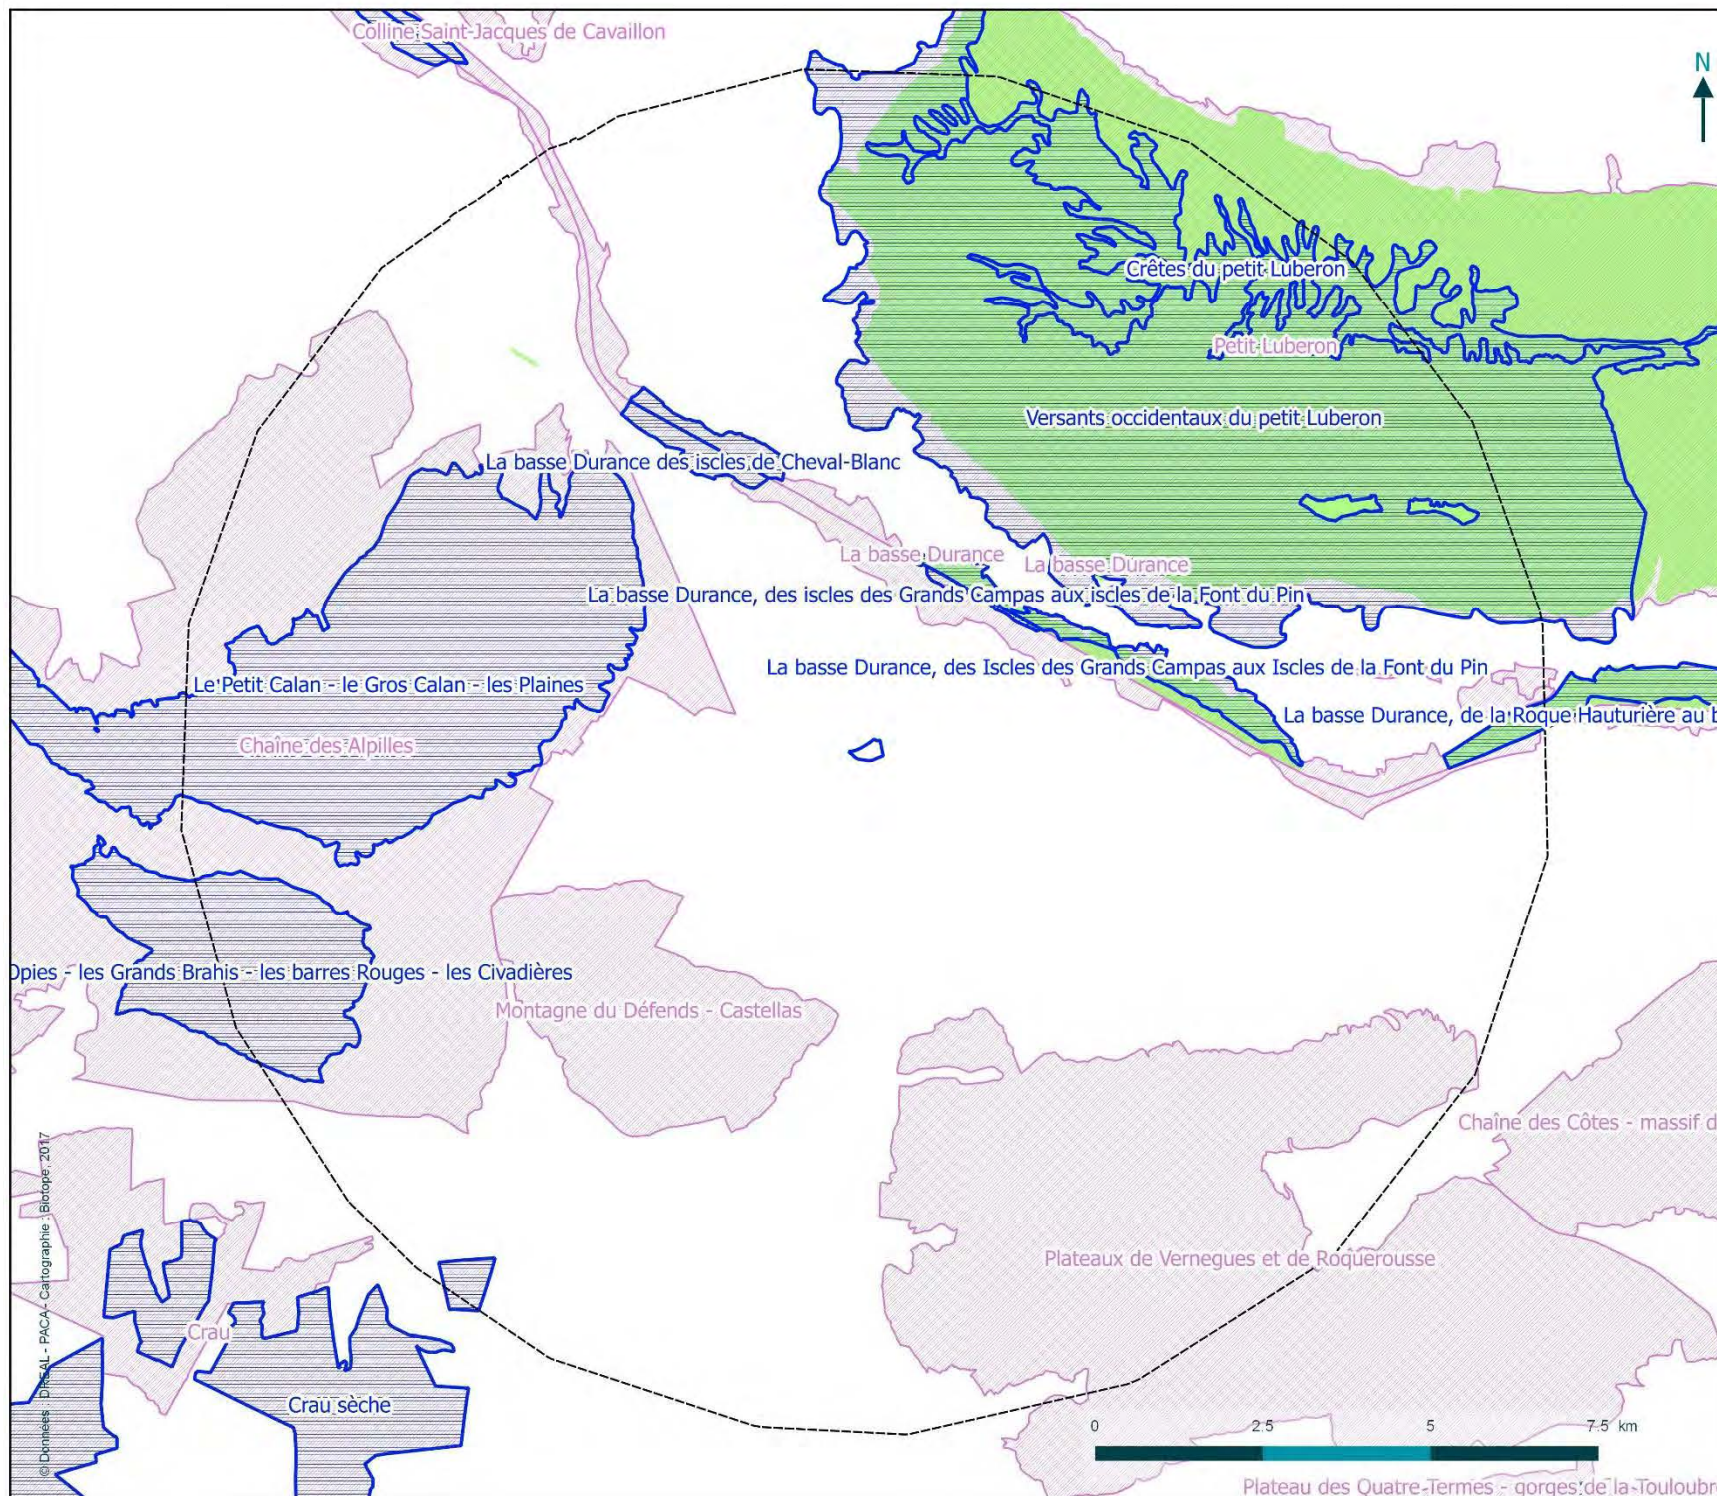 Colline Saint-Jacques de Cavaillon
N
Crêtes du petit Luberon
Petit Luberon
Versants occidentaux du petit Luberon
La basse Durance des iscles de Cheval-Blanc
La basse Durance
La basse Durance
La basse Durance, des iscles des Grands Campas aux iscles de la Font du Pin
La basse Durance, des Iscles des Grands Campas aux Iscles de la Font du Pin
Le Petit Calan - le Gros Calan - les Plaines
La basse Durance, de la Roque Hauturière au b
Chaîne des Alpilles
Opies - les Grands Brahis - les barres Rouges - les Civadières
Montagne du Défends - Castellas
Chaîne des Côtes - massif d
Plateaux de Vernegues et de Roquerousse
Crau
Crau sèche
0 2.5 5 7.5 km
Plateau des Quatre-Termes - gorges de la Touloubr
© Données : DREAL - PACA - Cartographie : Biotope, 2017